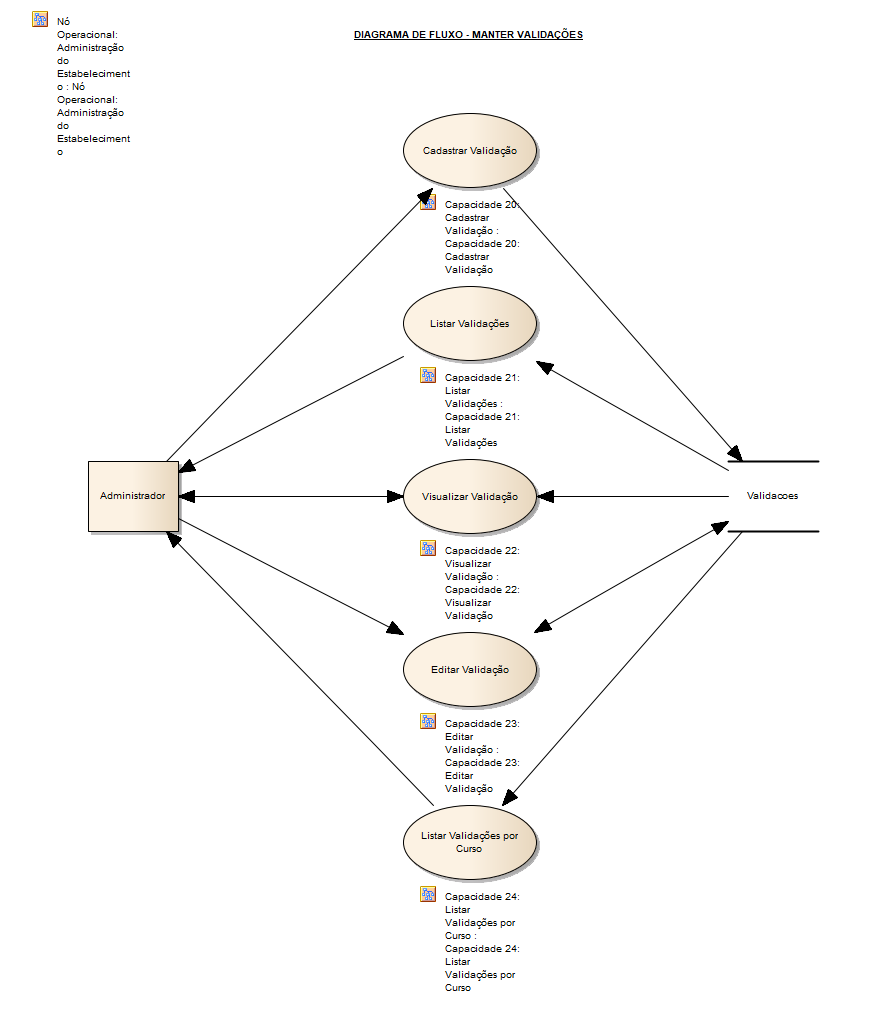 Nó
Operacional:
Administração
do
Estabeleciment
o : Nó
Operacional:
Administração
do
Estabeleciment
o
DIAGRAMA DE FLUXO - MANTER VALIDAÇÕES
Cadastrar Validação
Capacidade 20:
Cadastrar
Validação :
Capacidade 20:
Cadastrar
Validação
Listar Validações
Capacidade 21:
Listar
Validações :
Capacidade 21:
Listar
Validações
Administrador
Visualizar Validação
Validacoes
Capacidade 22:
Visualizar
Validação :
Capacidade 22:
Visualizar
Validação
Editar Validação
Capacidade 23:
Editar
Validação :
Capacidade 23:
Editar
Validação
Listar Validações por
Curso
Capacidade 24:
Listar
Validações por
Curso :
Capacidade 24:
Listar
Validações por
Curso